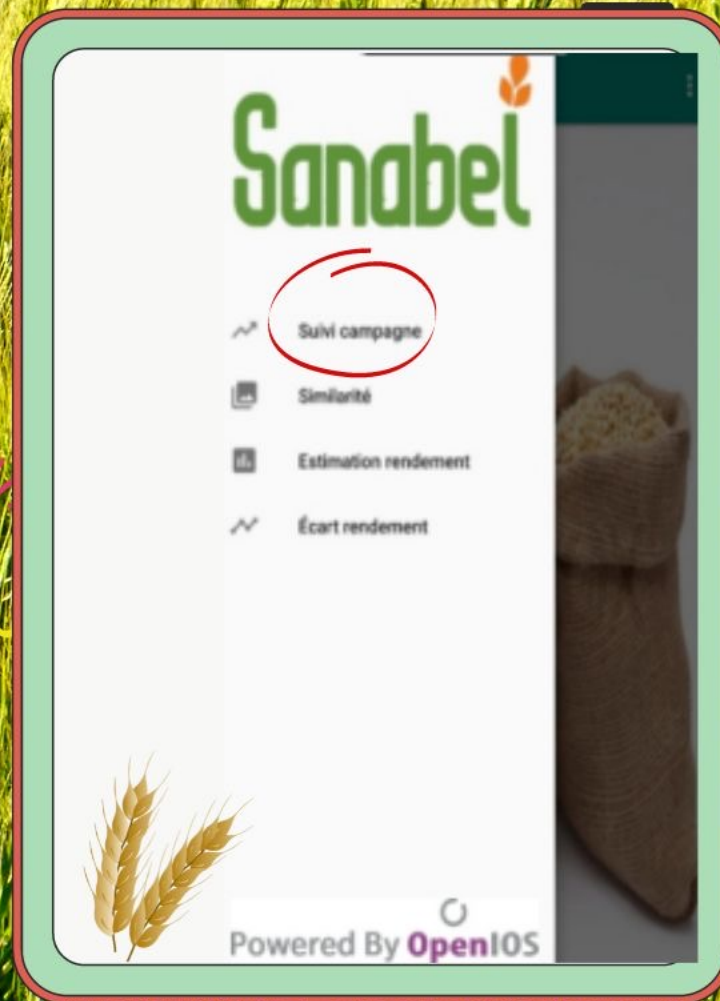 Sanabel
Suivi campagne
Similarité
Estimation rendement
Écart rendement
Powered By OpenIOS